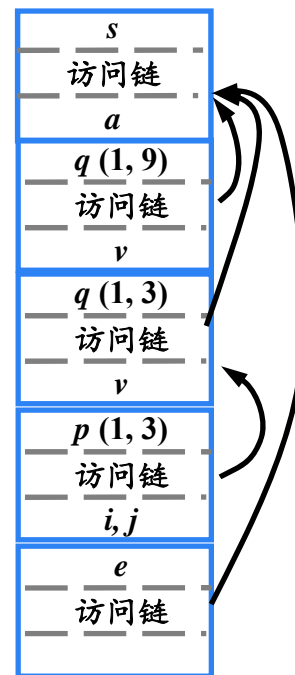 s
访问链
a
q (1, 9)
访问链
v
q (1, 3)
访问链
v
p (1, 3)
访问链
i, j
e
访问链